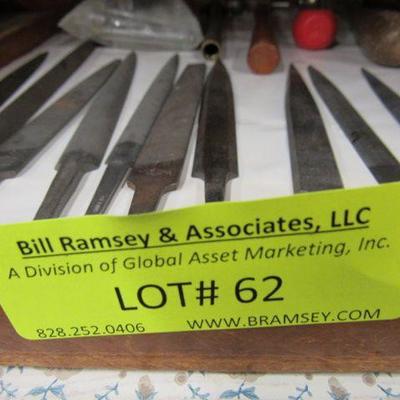 Bill Ramsey & Associates, LLC
A Division of Global Asset Marketing, Inc.
LOT# 62
828.252.0406 WWW.BRAMSEY.COM